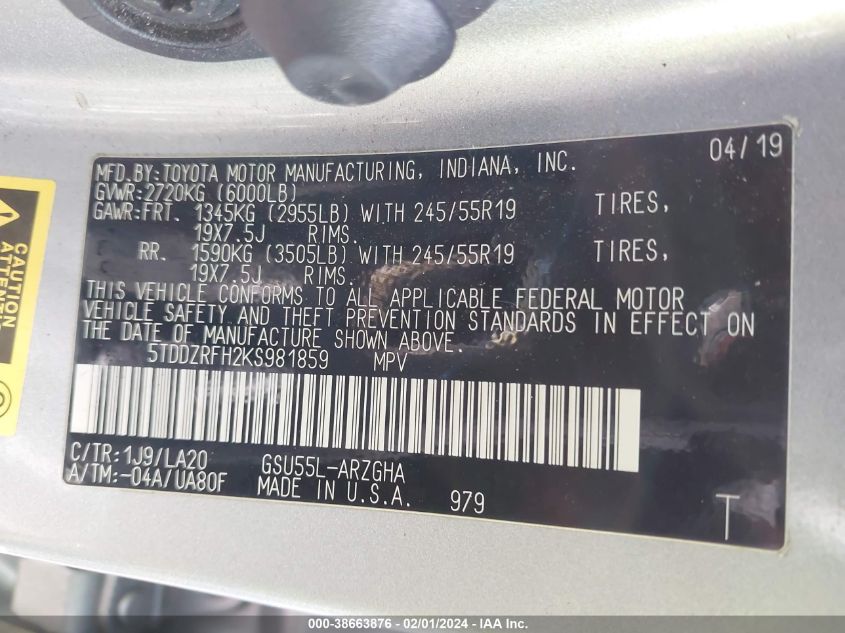 04/19
MFD.BY:TOYOTA MOTOR MANUFACTURING, INDIANA, INC.
GVWR:2720KG (6000LB)
GAWR:FRT. 1345KG (2955LB) WITH 245/55R19 TIRES,
19X7.5J RIMS.
RR. 1590KG (3505LB) WITH 245/55R19 TIRES,
19X7.5J RIMS.
THIS VEHICLE CONFORMS TO ALL APPLICABLE FEDERAL MOTOR
VEHICLE SAFETY AND THEFT PREVENTION STANDARDS IN EFFECT ON
THE DATE OF MANUFACTURE SHOWN ABOVE.
5TDDZRFH2KS981859 MPV
C/TR:1J9/LA20 GSU55L-ARZGHA
A/TM:-04A/UA80F MADE IN U.S.A. 979
T
CAUTION
ATTENTION
000-38663876 - 02/01/2024 - IAA Inc.